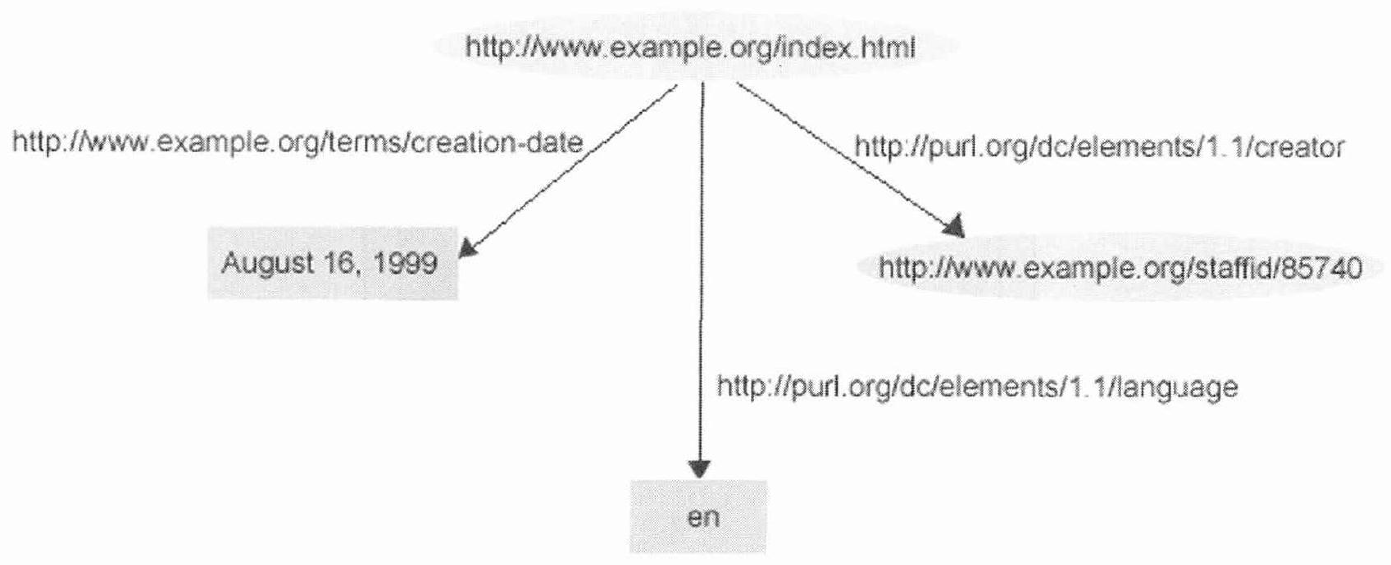 http://www.example.org/index.html
http://www.example.org/terms/creation-date
http://purl.org/dc/elements/1.1/creator
August 16, 1999
http://www.example.org/staffid/85740
http://purl.org/dc/elements/1.1/language
en